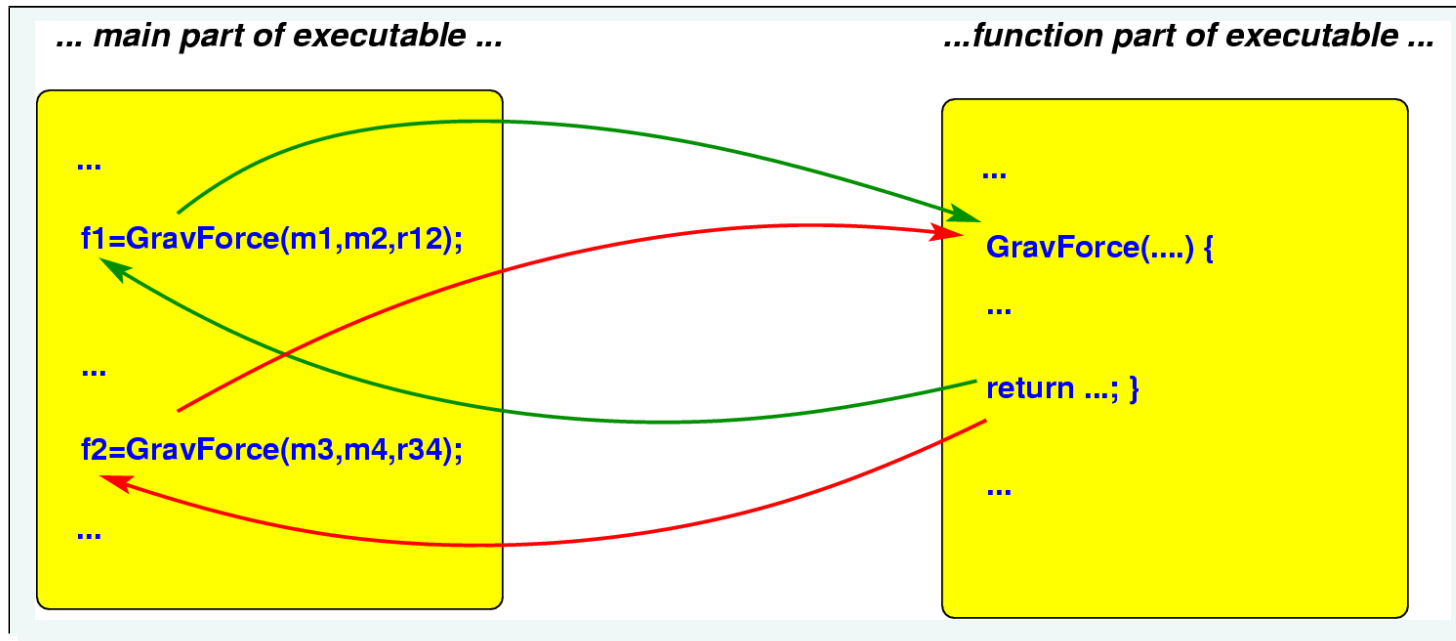 ... main part of executable ...
...
f1=GravForce(m1,m2,r12);
...
f2=GravForce(m3,m4,r34);
...
...function part of executable ...
...
GravForce(....) {
...
return ...; }
...